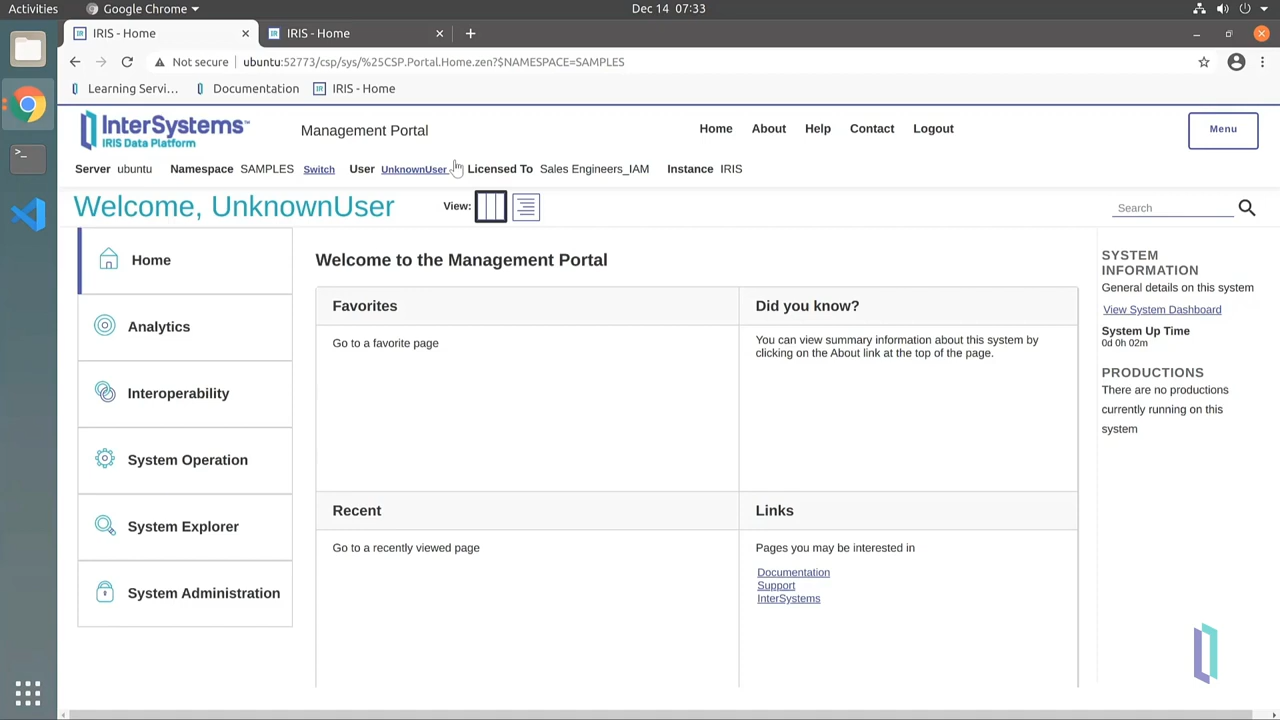 Activities
Google Chrome
Dec 14 07:33
IRIS - Home
IRIS - Home
Not secure
ubuntu:52773/csp/sys/%25CSP.Portal.Home.zen?$NAMESPACE=SAMPLES
Learning Servi...
Documentation
IRIS - Home
InterSystems™
IRIS Data Platform
Management Portal
Home
About
Help
Contact
Logout
Menu
Server ubuntu
Namespace SAMPLES Switch
User UnknownUser
Licensed To Sales Engineers_IAM
Instance IRIS
Welcome, UnknownUser
View:
Search
Home
Analytics
Interoperability
System Operation
System Explorer
System Administration
Welcome to the Management Portal
Favorites
Go to a favorite page
Did you know?
You can view summary information about this system by
clicking on the About link at the top of the page.
Recent
Go to a recently viewed page
Links
Pages you may be interested in
Documentation
Support
InterSystems
SYSTEM
INFORMATION
General details on this system
View System Dashboard
System Up Time
0d 0h 02m
PRODUCTIONS
There are no productions
currently running on this
system